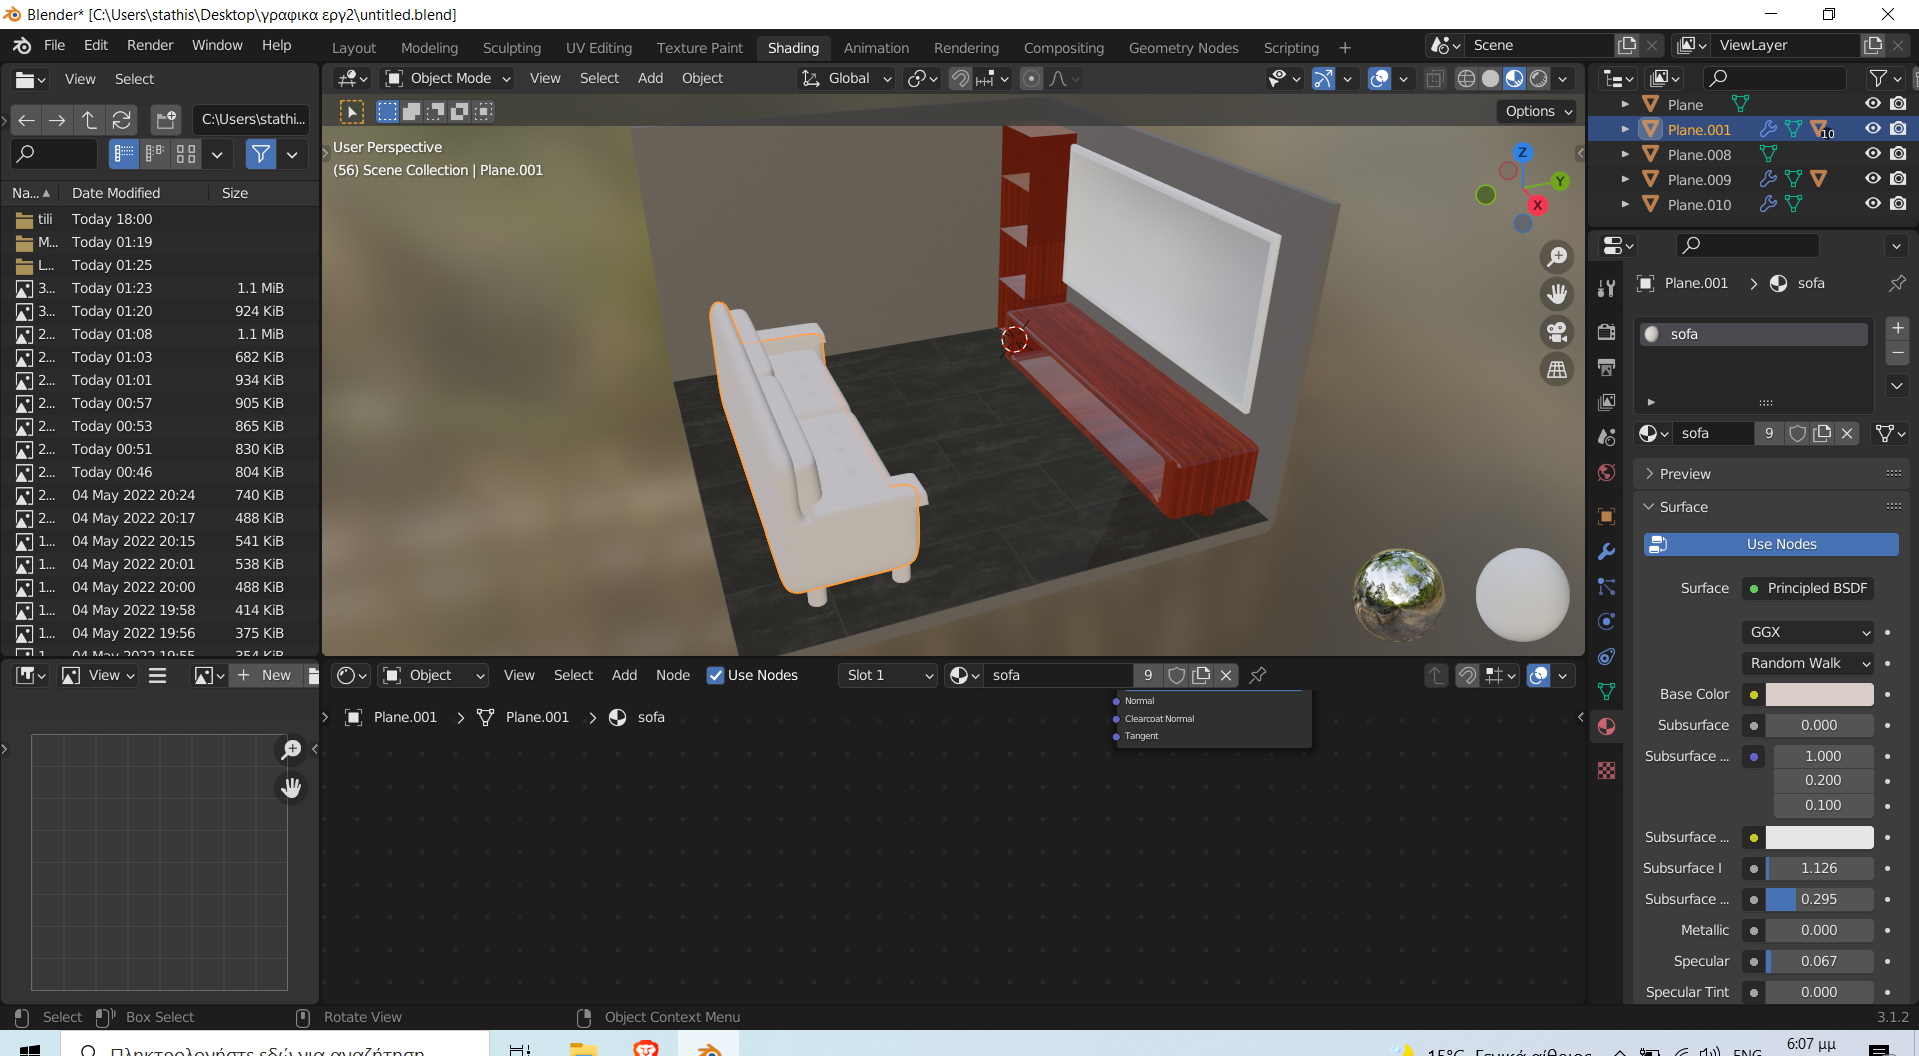 Blender* [C:\Users\stathis\Desktop\γραφικα εργ2\untitled.blend]
File Edit Render Window Help
Layout Modeling Sculpting UV Editing Texture Paint Shading Animation Rendering Compositing Geometry Nodes Scripting
Scene
ViewLayer
View Select
Object Mode View Select Add Object
Global
C:\Users\stathi...
Options
Na... Date Modified Size
tili Today 18:00
M... Today 01:19
L... Today 01:25
3... Today 01:23 1.1 MiB
3... Today 01:20 924 KiB
2... Today 01:08 1.1 MiB
2... Today 01:03 682 KiB
2... Today 01:01 934 KiB
2... Today 00:57 905 KiB
2... Today 00:53 865 KiB
2... Today 00:51 830 KiB
2... Today 00:46 804 KiB
2... 04 May 2022 20:24 740 KiB
2... 04 May 2022 20:17 488 KiB
1... 04 May 2022 20:15 541 KiB
1... 04 May 2022 20:01 538 KiB
1... 04 May 2022 20:00 488 KiB
1... 04 May 2022 19:58 414 KiB
1... 04 May 2022 19:56 375 KiB
1... 04 May 2022 19:55 354 KiB
User Perspective
(56) Scene Collection | Plane.001
Z
Y
X
Plane
Plane.001 10
Plane.008
Plane.009
Plane.010
Plane.001 > sofa
sofa
sofa 9
Preview
Surface
Use Nodes
Surface Principled BSDF
GGX
Random Walk
Base Color
Subsurface 0.000
Subsurface ... 1.000
0.200
0.100
Subsurface ...
Subsurface I 1.126
Subsurface ... 0.295
Metallic 0.000
Specular 0.067
Specular Tint 0.000
View New
Object View Select Add Node Use Nodes Slot 1 sofa 9
Plane.001 > Plane.001 > sofa
Normal
Clearcoat Normal
Tangent
Select Box Select Rotate View Object Context Menu 3.1.2
Πληκτρολογήστε εδώ για αναζήτηση
15°C Γενικά αίθριος ENG 6:07 μμ